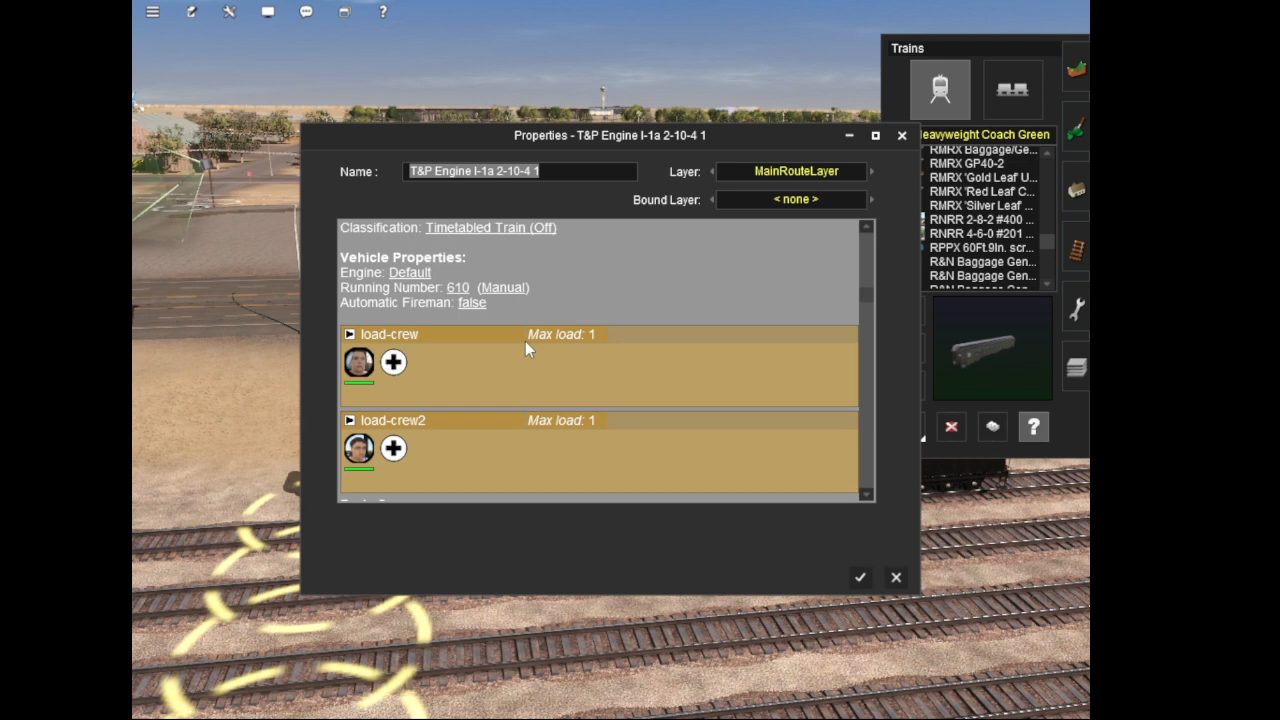 ?
Trains
Properties - T&P Engine I-1a 2-10-4 1
Name : T&P Engine I-1a 2-10-4 1 Layer: MainRouteLayer
Bound Layer: < none >
Classification: Timetabled Train (Off)
Vehicle Properties:
Engine: Default
Running Number: 610 (Manual)
Automatic Fireman: false
load-crew Max load: 1
load-crew2 Max load: 1
Heavyweight Coach Green
RMRX Baggage/Ge...
RMRX GP40-2
RMRX 'Gold Leaf' U...
RMRX 'Red Leaf' C...
RMRX 'Silver Leaf' ...
RNRR 2-8-2 #400 ...
RNRR 4-6-0 #201 ...
RPPX 60Ft.9In. scr...
R&N Baggage Gen...
R&N Baggage Gen...
?